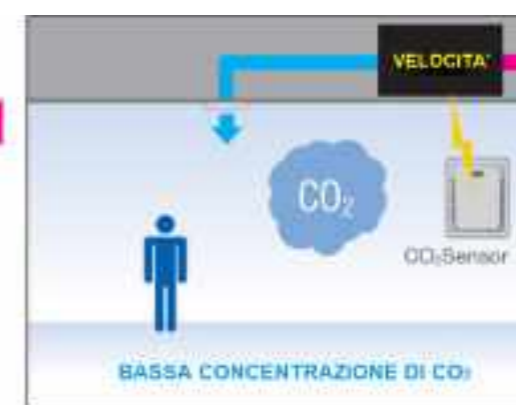 VELOCITA'
CO₂
CO₂Sensor
BASSA CONCENTRAZIONE DI CO₂